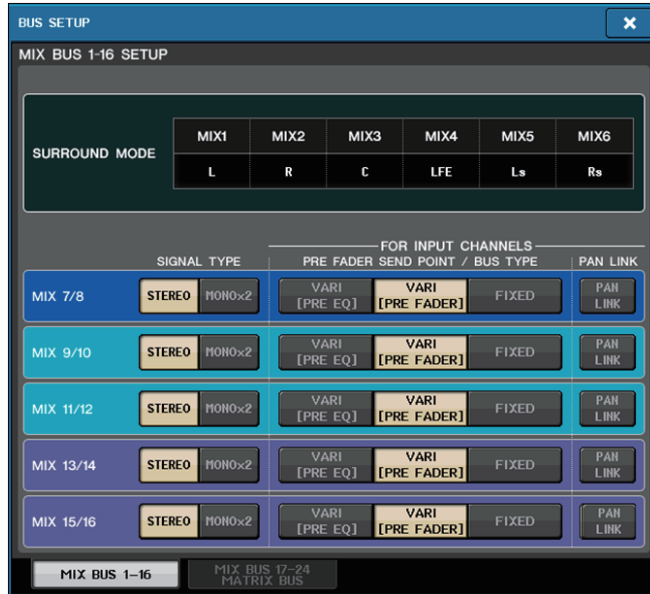 BUS SETUP
MIX BUS 1-16 SETUP
SURROUND MODE
MIX1 MIX2 MIX3 MIX4 MIX5 MIX6
L R C LFE Ls Rs
FOR INPUT CHANNELS
SIGNAL TYPE PRE FADER SEND POINT / BUS TYPE PAN LINK
MIX 7/8 STEREO MONO×2 VARI [PRE EQ] VARI [PRE FADER] FIXED PAN LINK
MIX 9/10 STEREO MONO×2 VARI [PRE EQ] VARI [PRE FADER] FIXED PAN LINK
MIX 11/12 STEREO MONO×2 VARI [PRE EQ] VARI [PRE FADER] FIXED PAN LINK
MIX 13/14 STEREO MONO×2 VARI [PRE EQ] VARI [PRE FADER] FIXED PAN LINK
MIX 15/16 STEREO MONO×2 VARI [PRE EQ] VARI [PRE FADER] FIXED PAN LINK
MIX BUS 1-16
MIX BUS 17-24
MATRIX BUS